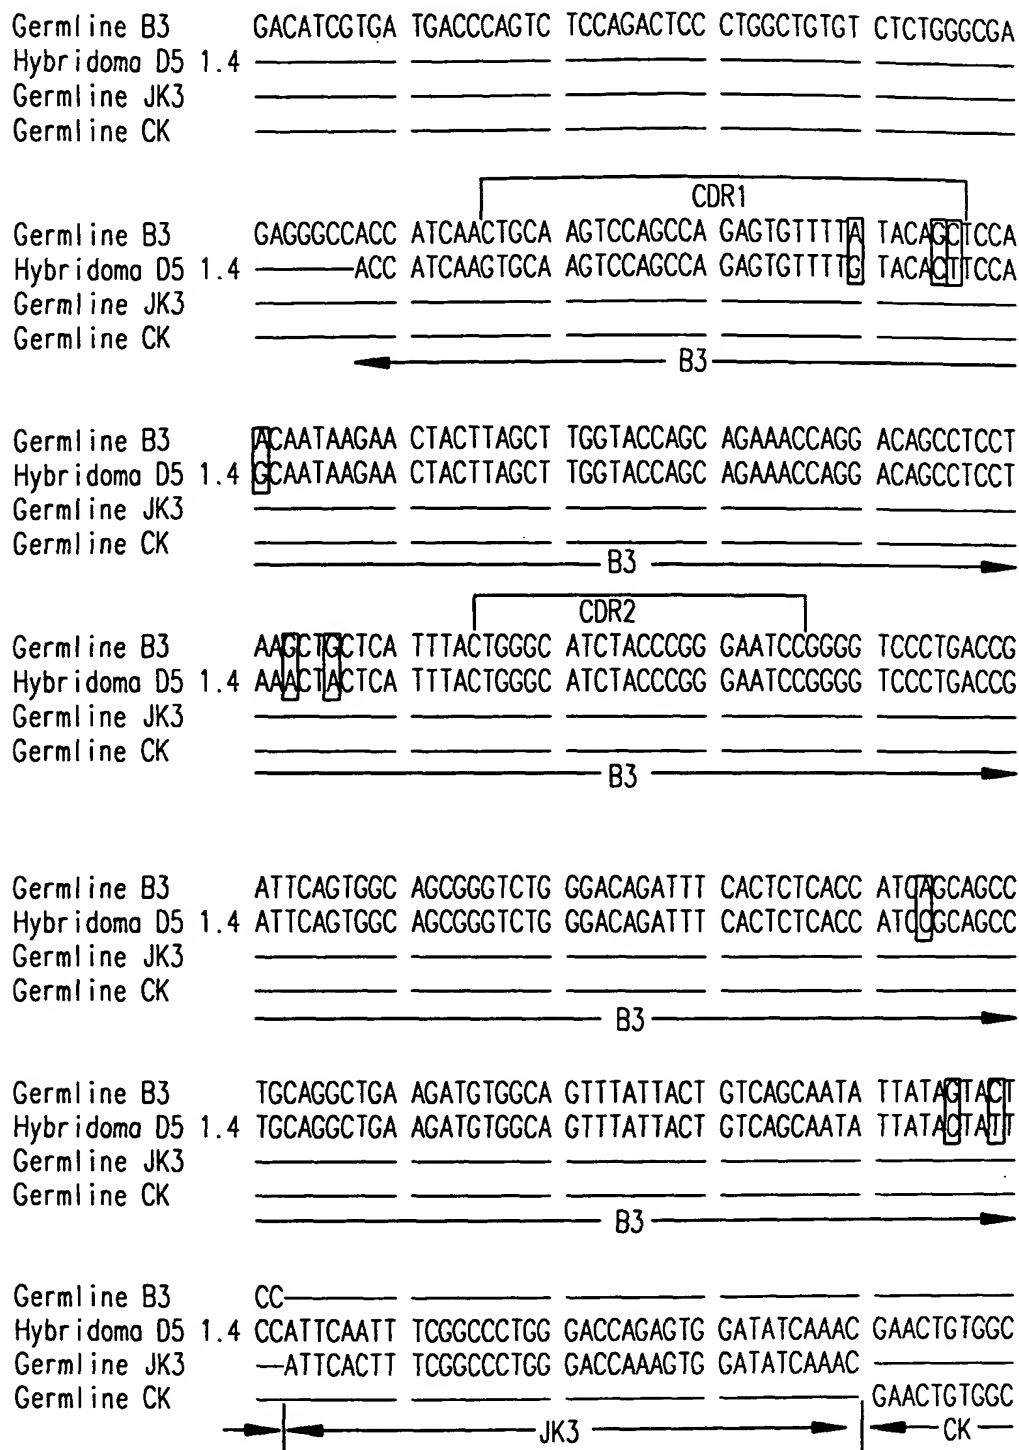 Germline B3 GACATCGTGA TGACCCAGTC TCCAGACTCC CTGGCTGTGT CTCTGGGCGA
Hybridoma D5 1.4
Germline JK3
Germline CK
CDR1
Germline B3 GAGGGCCACC ATCAACTGCA AGTCCAGCCA GAGTGTTTTA TACAGCTCCA
Hybridoma D5 1.4 ACC ATCAAGTGCA AGTCCAGCCA GAGTGTTTTG TACACTTCCA
Germline JK3
Germline CK
B3
Germline B3 ACAATAAGAA CTACTTAGCT TGGTACCAGC AGAAACCAGG ACAGCCTCCT
Hybridoma D5 1.4 GCAATAAGAA CTACTTAGCT TGGTACCAGC AGAAACCAGG ACAGCCTCCT
Germline JK3
Germline CK
B3
CDR2
Germline B3 AAGCTGCTCA TTTACTGGGC ATCTACCCGG GAATCCGGGG TCCCTGACCG
Hybridoma D5 1.4 AAACTACTCA TTTACTGGGC ATCTACCCGG GAATCCGGGG TCCCTGACCG
Germline JK3
Germline CK
B3
Germline B3 ATTCAGTGGC AGCGGGTCTG GGACAGATTT CACTCTCACC ATCAGCAGCC
Hybridoma D5 1.4 ATTCAGTGGC AGCGGGTCTG GGACAGATTT CACTCTCACC ATCCGCAGCC
Germline JK3
Germline CK
B3
Germline B3 TGCAGGCTGA AGATGTGGCA GTTTATTACT GTCAGCAATA TTATAGTACT
Hybridoma D5 1.4 TGCAGGCTGA AGATGTGGCA GTTTATTACT GTCAGCAATA TTATACTATT
Germline JK3
Germline CK
B3
Germline B3 CC
Hybridoma D5 1.4 CCATTCAATT TCGGCCCTGG GACCAGAGTG GATATCAAAC GAACTGTGGC
Germline JK3 ATTCACTT TCGGCCCTGG GACCAAAGTG GATATCAAAC
Germline CK GAACTGTGGC
JK3 CK